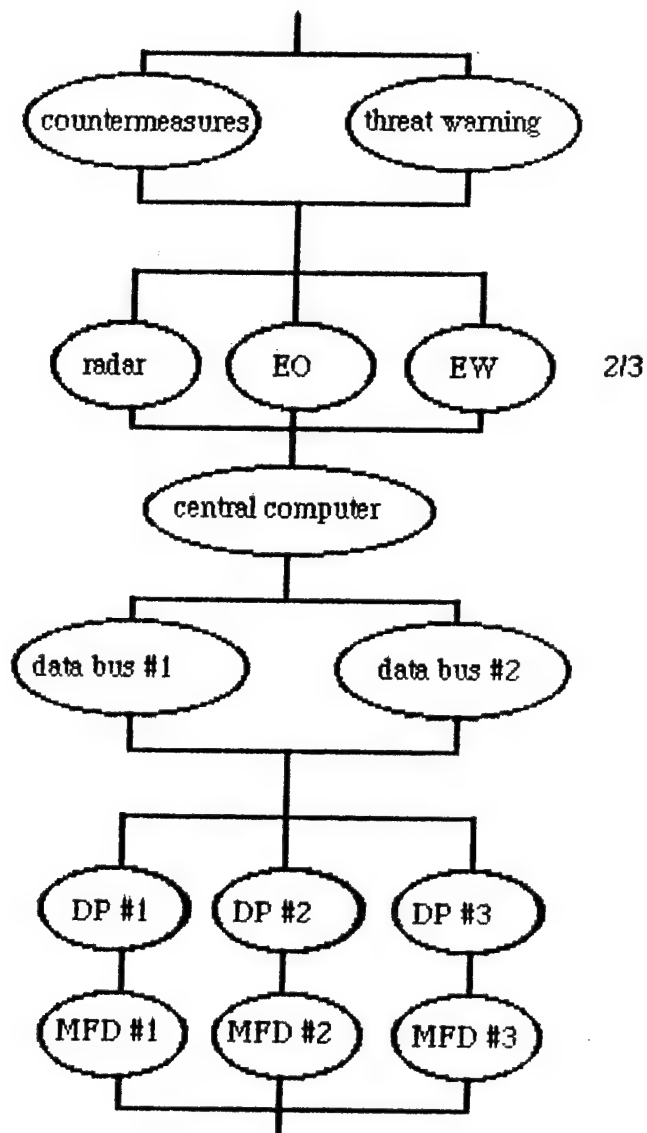 countermeasures
threat warning
radar
EO
EW
2/3
central computer
data bus #1
data bus #2
DP #1
DP #2
DP #3
MFD #1
MFD #2
MFD #3